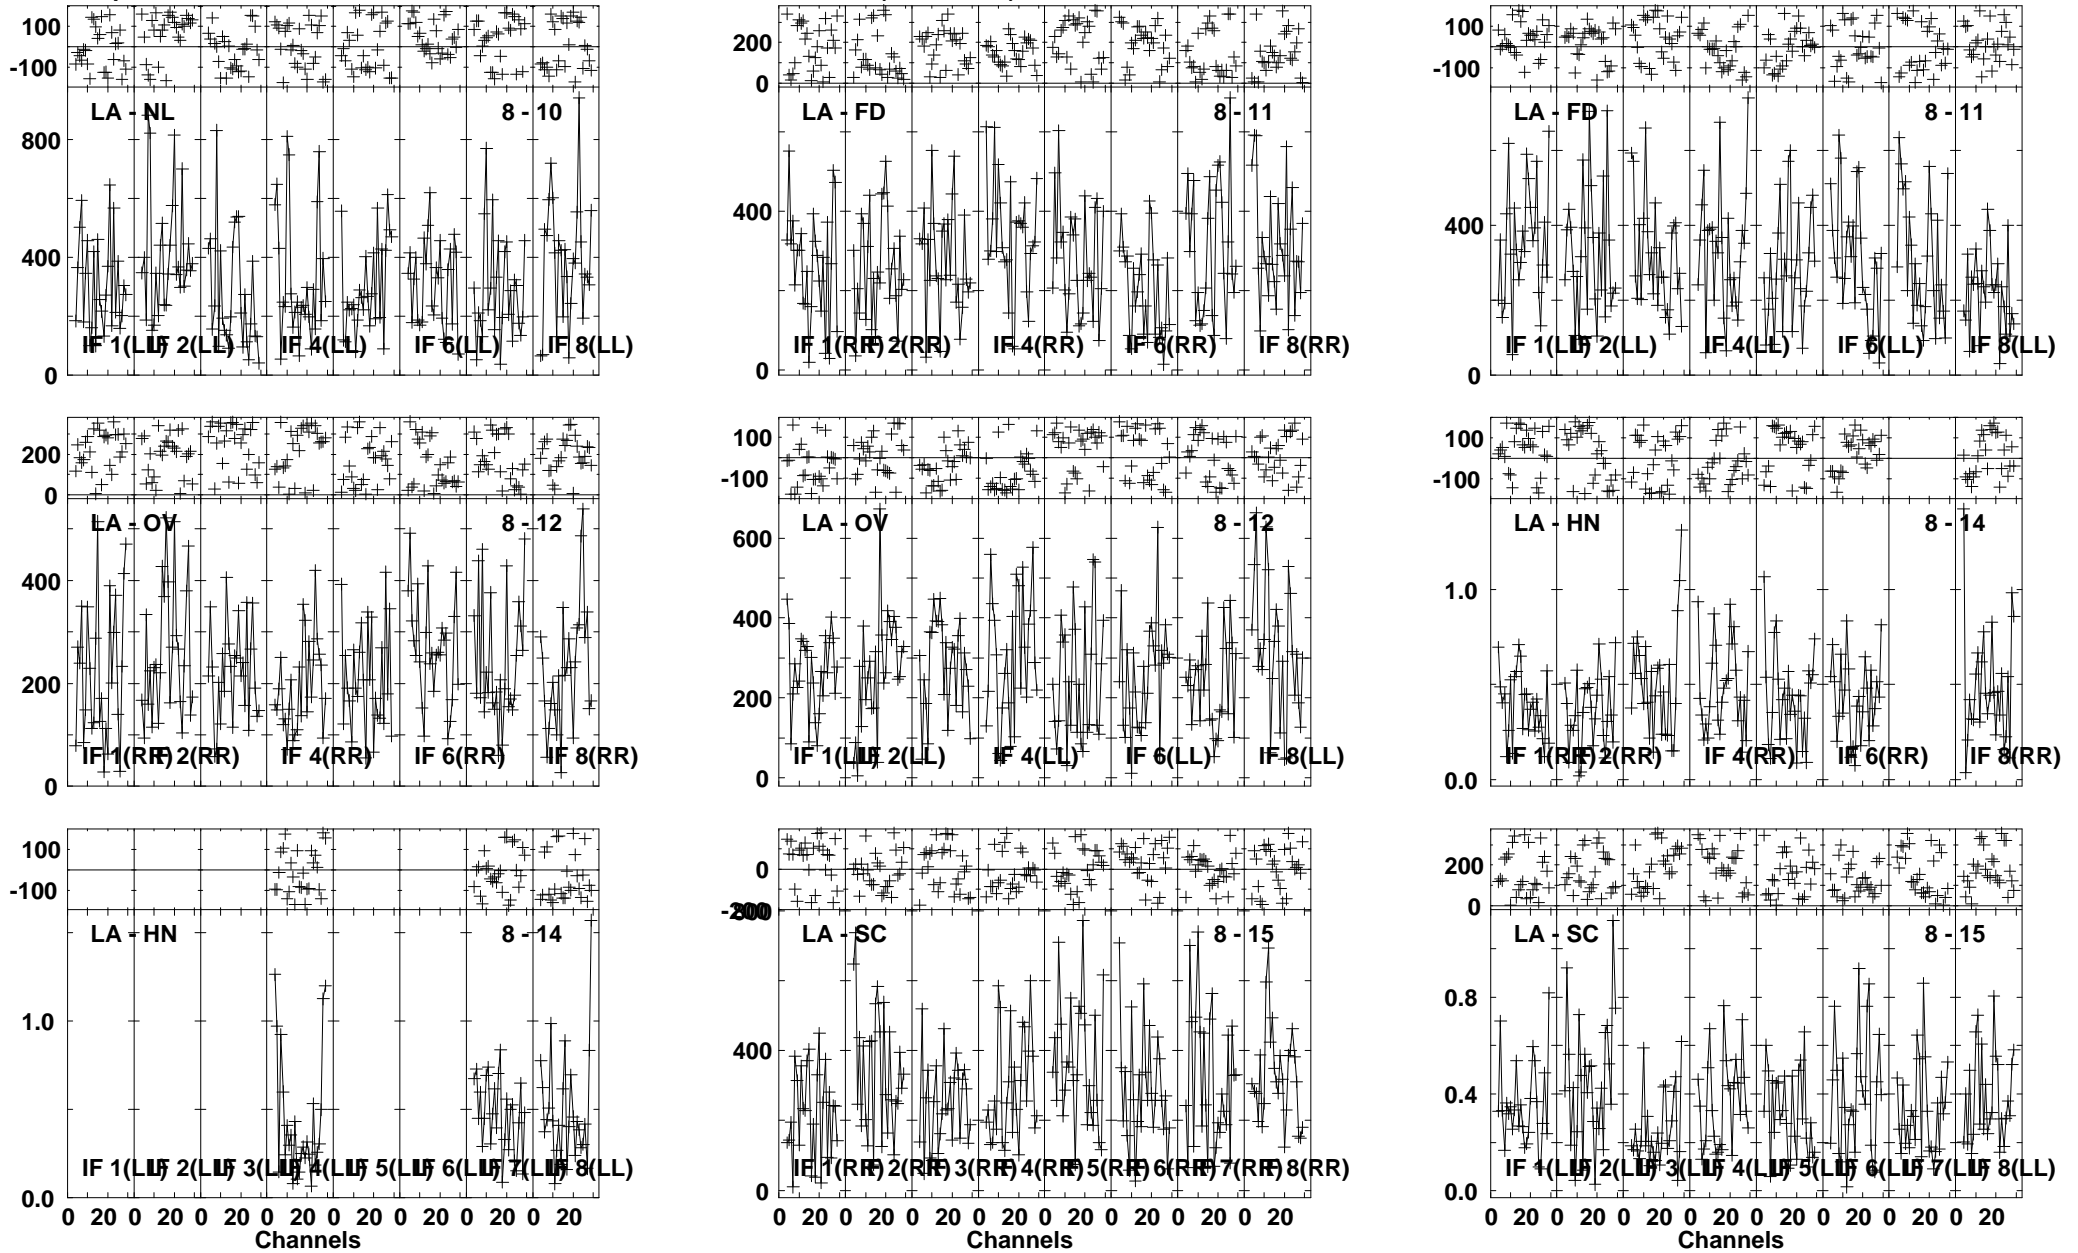 100
-100
LA - NL 8 - 10
800
400
0
IF 1(LL) IF 2(LL) IF 4(LL) IF 6(LL) IF 8(LL)
200
0
LA - FD 8 - 11
400
0
IF 1(RR) IF 2(RR) IF 4(RR) IF 6(RR) IF 8(RR)
100
-100
LA - FD 8 - 11
400
0
IF 1(LL) IF 2(LL) IF 4(LL) IF 6(LL) IF 8(LL)
200
0
LA - OV 8 - 12
400
200
0
IF 1(RR) IF 2(RR) IF 4(RR) IF 6(RR) IF 8(RR)
100
-100
LA - OV 8 - 12
600
400
200
0
IF 1(LL) IF 2(LL) IF 4(LL) IF 6(LL) IF 8(LL)
100
-100
LA - HN 8 - 14
1.0
0.0
IF 1(RR) IF 2(RR) IF 4(RR) IF 6(RR) IF 8(RR)
100
-100
LA - HN 8 - 14
1.0
0.0
IF 1(LL) IF 2(LL) IF 3(LL) IF 4(LL) IF 5(LL) IF 6(LL) IF 7(LL) IF 8(LL)
0 20 0 20 0 20 0 20 0 20 0 20 0 20 0 20
Channels
0
-200
800
LA - SC 8 - 15
400
0
IF 1(RR) IF 2(RR) IF 3(RR) IF 4(RR) IF 5(RR) IF 6(RR) IF 7(RR) IF 8(RR)
0 20 0 20 0 20 0 20 0 20 0 20 0 20 0 20
Channels
200
0
LA - SC 8 - 15
0.8
0.4
0.0
IF 1(LL) IF 2(LL) IF 3(LL) IF 4(LL) IF 5(LL) IF 6(LL) IF 7(LL) IF 8(LL)
0 20 0 20 0 20 0 20 0 20 0 20 0 20 0 20
Channels